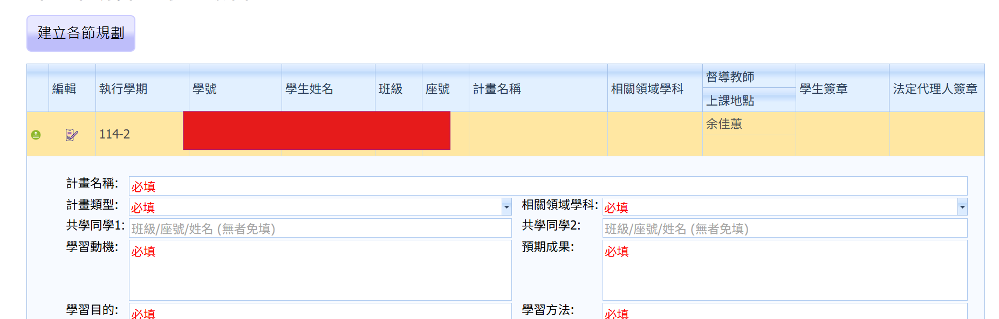 建立各節規劃
編輯 執行學期 學號 學生姓名 班級 座號 計畫名稱 相關領域學科 督導教師 學生簽章 法定代理人簽章
上課地點
114-2 余佳蕙
計畫名稱: 必填
計畫類型: 必填 相關領域學科: 必填
共學同學1: 班級/座號/姓名 (無者免填) 共學同學2: 班級/座號/姓名 (無者免填)
學習動機: 必填 預期成果: 必填
學習目的: 必填 學習方法: 必填